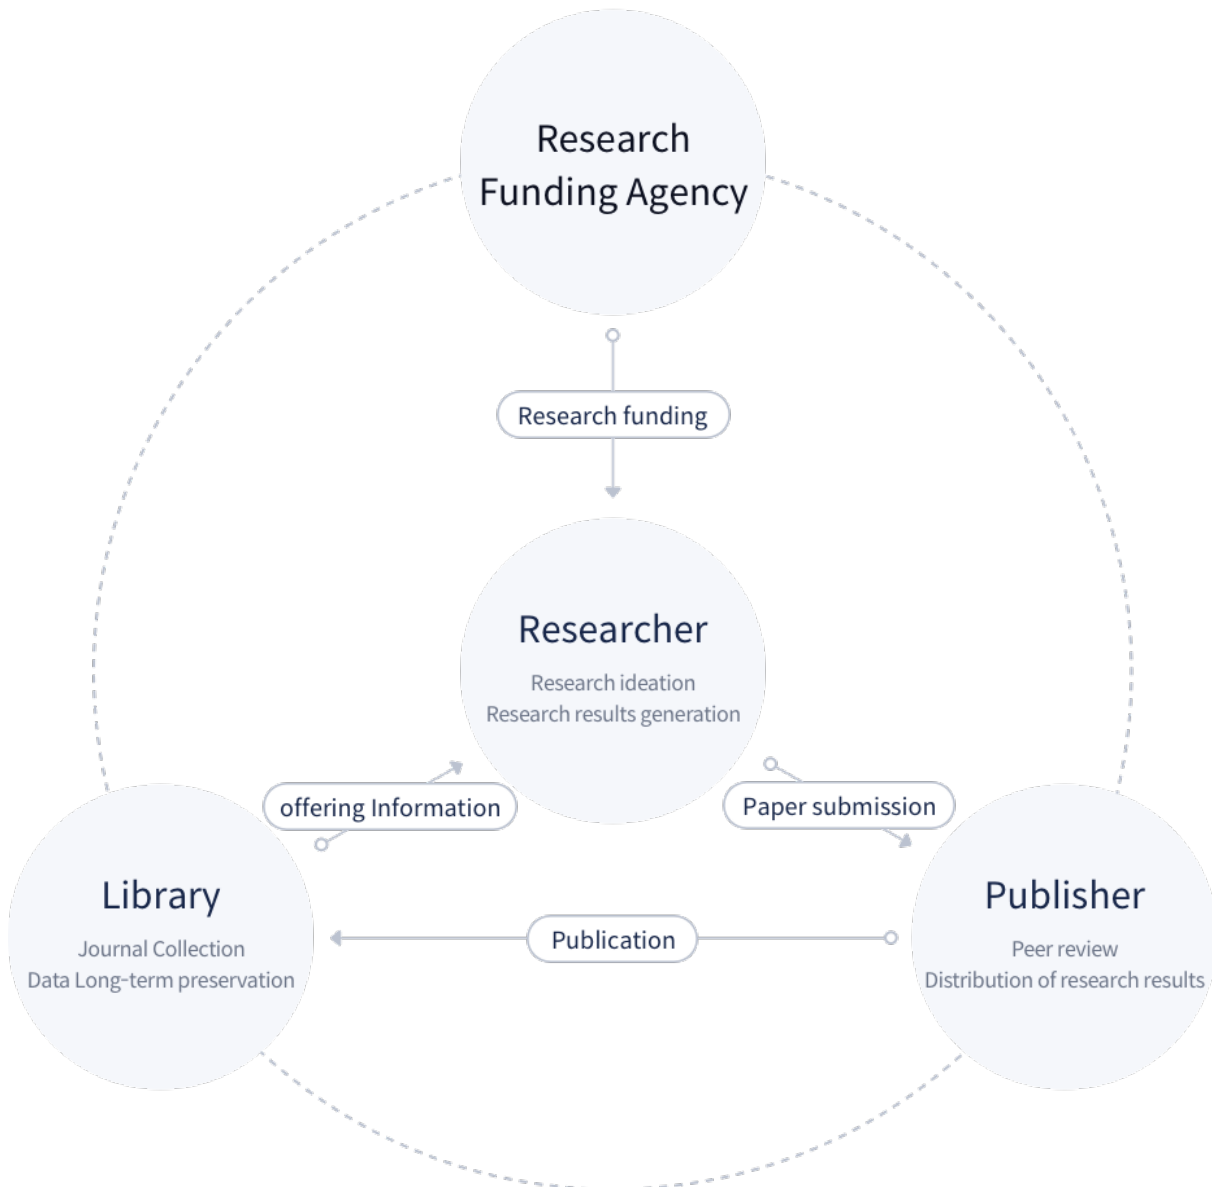 Research
Funding Agency
Research funding
Researcher
Research ideation
Research results generation
offering Information
Paper submission
Library
Journal Collection
Data Long-term preservation
Publication
Publisher
Peer review
Distribution of research results